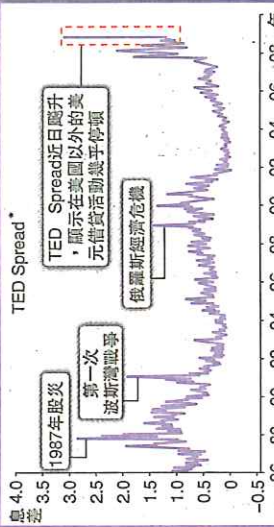 TED Spread*
息
差
4.0
3.5
3.0
2.5
2.0
1.5
1.0
0.5
0
-0.5
1987年股災
第一次
波斯灣戰爭
俄羅斯經濟危機
TED Spread近日飈升
，顯示在美國以外的美
元借貸活動幾乎停頓
86
88
90
92
94
96
98
00
02
04
06
08
年